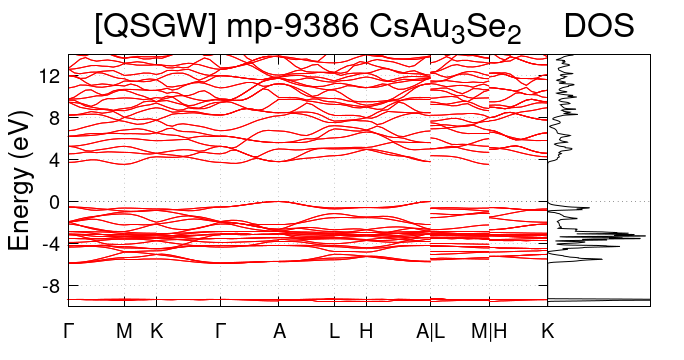 [QSGW] mp-9386 CsAu₃Se₂ DOS
Energy (eV)
12
8
4
0
-4
-8
Γ M K Γ A L H A|L M|H K